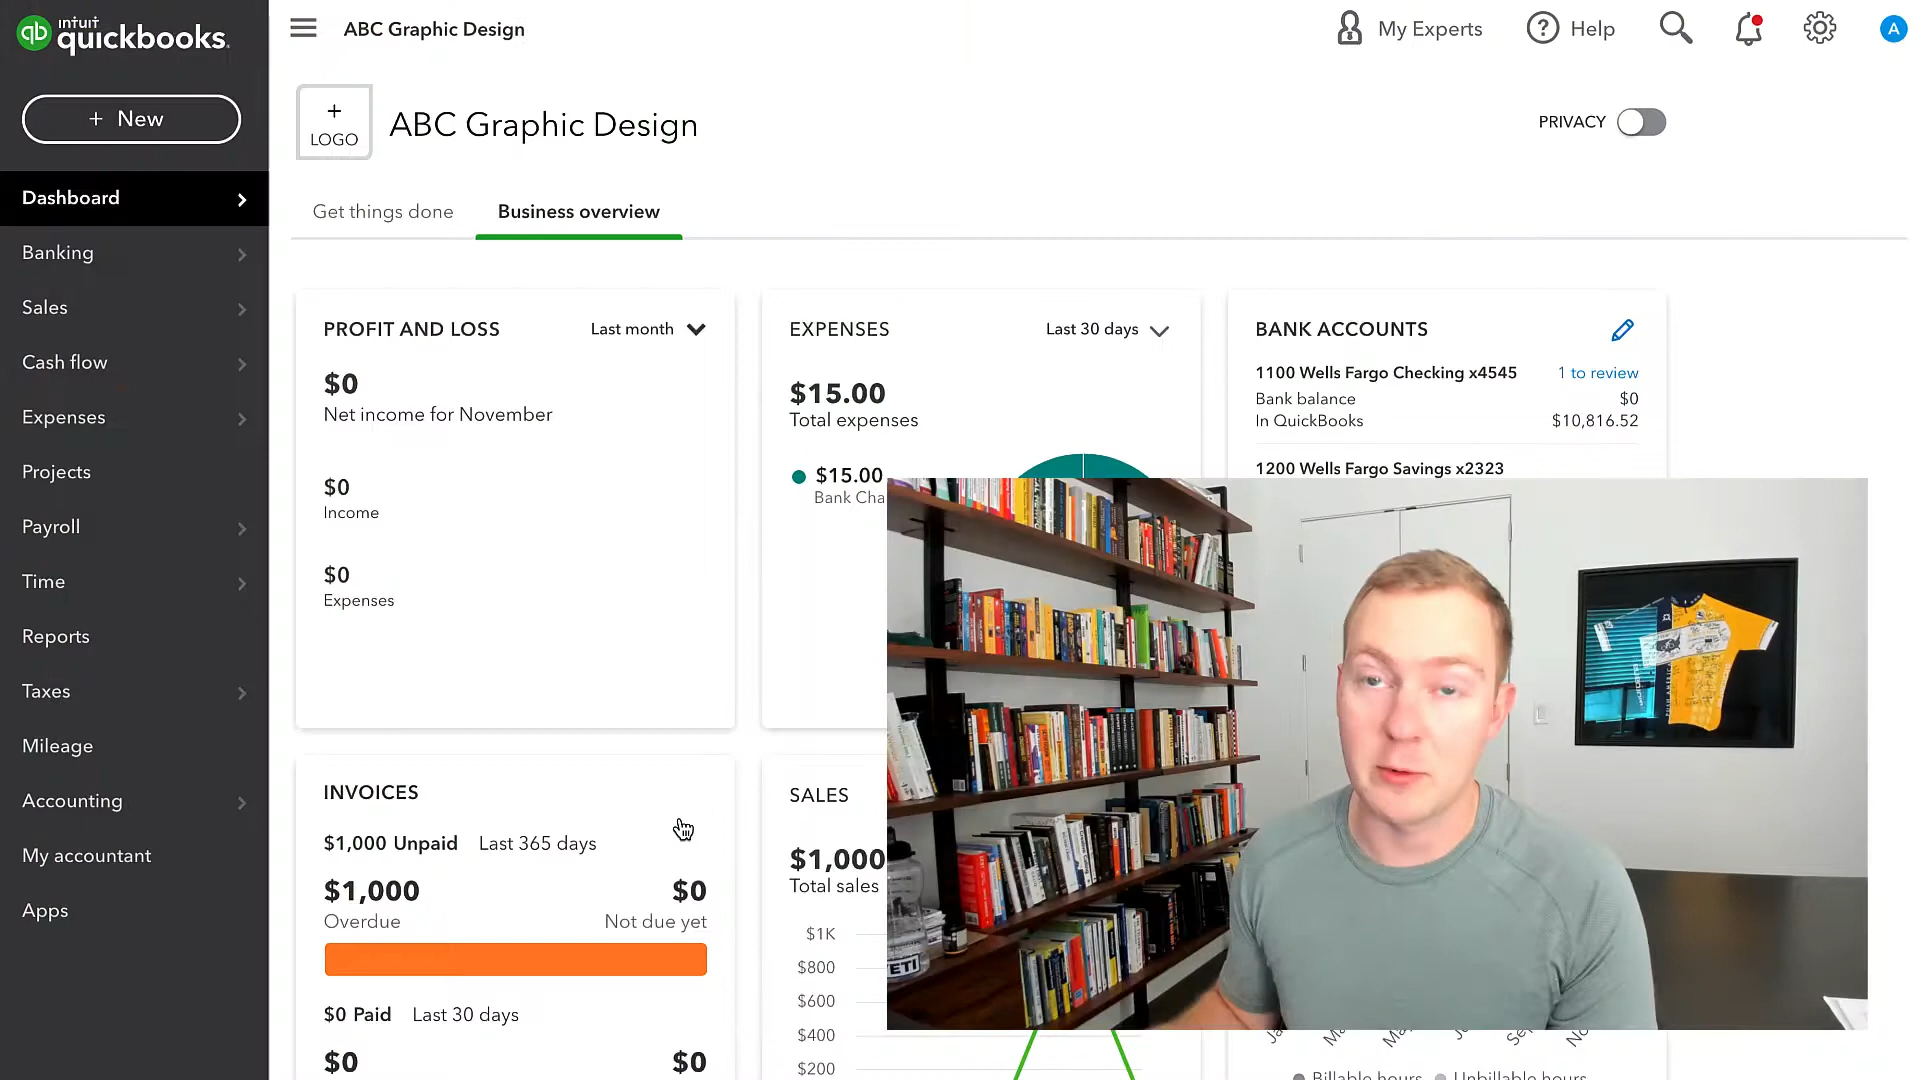 intuit
quickbooks.
ABC Graphic Design
My Experts
Help
A
+ New
+
LOGO
ABC Graphic Design
PRIVACY
Dashboard
Banking
Sales
Cash flow
Expenses
Projects
Payroll
Time
Reports
Taxes
Mileage
Accounting
My accountant
Apps
Get things done
Business overview
PROFIT AND LOSS
Last month
$0
Net income for November
$0
Income
$0
Expenses
EXPENSES
Last 30 days
$15.00
Total expenses
$15.00
Bank Cha
BANK ACCOUNTS
1100 Wells Fargo Checking x4545
1 to review
Bank balance
$0
In QuickBooks
$10,816.52
1200 Wells Fargo Savings x2323
INVOICES
$1,000 Unpaid
Last 365 days
$1,000
$0
Overdue
Not due yet
$0 Paid
Last 30 days
$0
$0
SALES
$1,000
Total sales
$1K
$800
$600
$400
$200
YETI
Billable hours
Unbillable hours